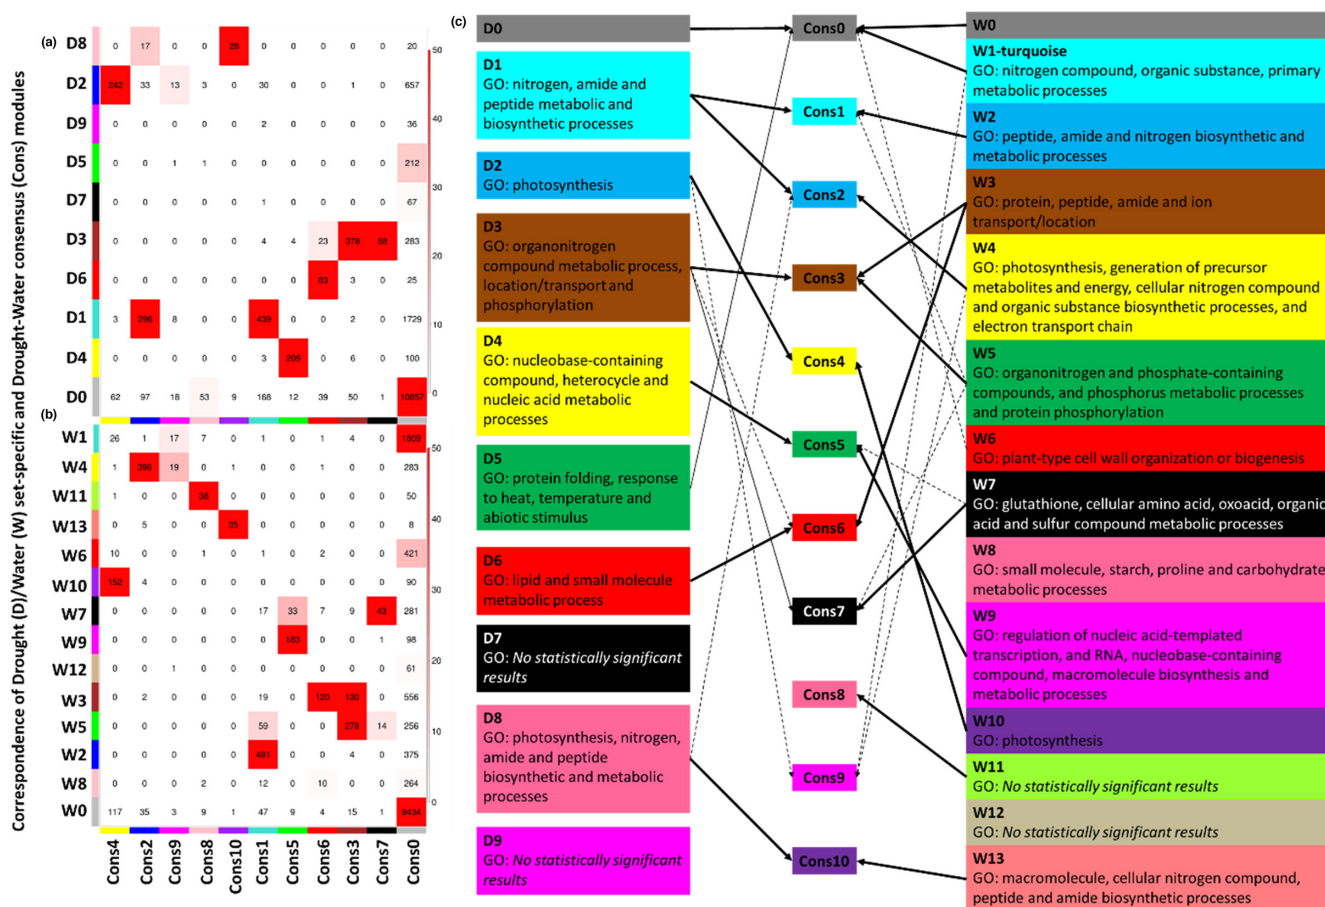 Correspondence of Drought (D)/Water (W) set-specific and Drought-Water consensus (Cons) modules
(a)
D8 0 17 0 0 28 0 0 0 0 0 20
D2 242 33 13 3 0 30 0 0 1 0 657
D9 0 0 0 0 0 2 0 0 0 0 36
D5 0 0 1 1 0 0 0 0 0 0 212
D7 0 0 0 0 0 1 0 0 0 0 67
D3 0 0 0 0 0 4 4 23 378 58 283
D6 0 0 0 0 0 0 0 83 3 0 25
D1 3 296 8 0 0 439 0 0 2 0 1729
D4 0 0 0 0 0 3 209 0 6 0 100
D0 62 97 18 53 9 168 12 39 50 1 10857
50
40
30
20
10
0
(b)
W1 26 1 17 7 0 1 0 1 4 0 1809
W4 1 396 19 0 1 0 0 1 0 0 283
W11 1 0 0 38 0 0 0 0 0 0 50
W13 0 5 0 0 35 0 0 0 0 0 8
W6 10 0 0 1 0 1 0 2 0 0 421
W10 152 4 0 0 0 0 0 0 0 0 90
W7 0 0 0 0 0 17 33 7 9 43 281
W9 0 0 0 0 0 0 183 0 0 1 98
W12 0 0 1 0 0 0 0 0 0 0 61
W3 0 2 0 0 0 19 0 120 130 0 556
W5 0 0 0 0 0 59 0 0 278 14 256
W2 0 0 0 0 0 491 0 0 4 0 375
W8 0 0 0 2 0 12 0 10 0 0 264
W0 117 35 3 9 1 47 9 4 15 1 9434
50
40
30
20
10
0
Cons4 Cons2 Cons9 Cons8 Cons10 Cons1 Cons5 Cons6 Cons3 Cons7 Cons0
(c)
D0
D1
GO: nitrogen, amide and
peptide metabolic and
biosynthetic processes
D2
GO: photosynthesis
D3
GO: organonitrogen
compound metabolic process,
location/transport and
phosphorylation
D4
GO: nucleobase-containing
compound, heterocycle and
nucleic acid metabolic
processes
D5
GO: protein folding, response
to heat, temperature and
abiotic stimulus
D6
GO: lipid and small molecule
metabolic process
D7
GO: No statistically significant
results
D8
GO: photosynthesis, nitrogen,
amide and peptide
biosynthetic and metabolic
processes
D9
GO: No statistically significant
results
Cons0
Cons1
Cons2
Cons3
Cons4
Cons5
Cons6
Cons7
Cons8
Cons9
Cons10
W0
W1-turquoise
GO: nitrogen compound, organic substance, primary
metabolic processes
W2
GO: peptide, amide and nitrogen biosynthetic and
metabolic processes
W3
GO: protein, peptide, amide and ion
transport/location
W4
GO: photosynthesis, generation of precursor
metabolites and energy, cellular nitrogen compound
and organic substance biosynthetic processes, and
electron transport chain
W5
GO: organonitrogen and phosphate-containing
compounds, and phosphorus metabolic processes
and protein phosphorylation
W6
GO: plant-type cell wall organization or biogenesis
W7
GO: glutathione, cellular amino acid, oxoacid, organic
acid and sulfur compound metabolic processes
W8
GO: small molecule, starch, proline and carbohydrate
metabolic processes
W9
GO: regulation of nucleic acid-templated
transcription, and RNA, nucleobase-containing
compound, macromolecule biosynthesis and
metabolic processes
W10
GO: photosynthesis
W11
GO: No statistically significant results
W12
GO: No statistically significant results
W13
GO: macromolecule, cellular nitrogen compound,
peptide and amide biosynthetic processes